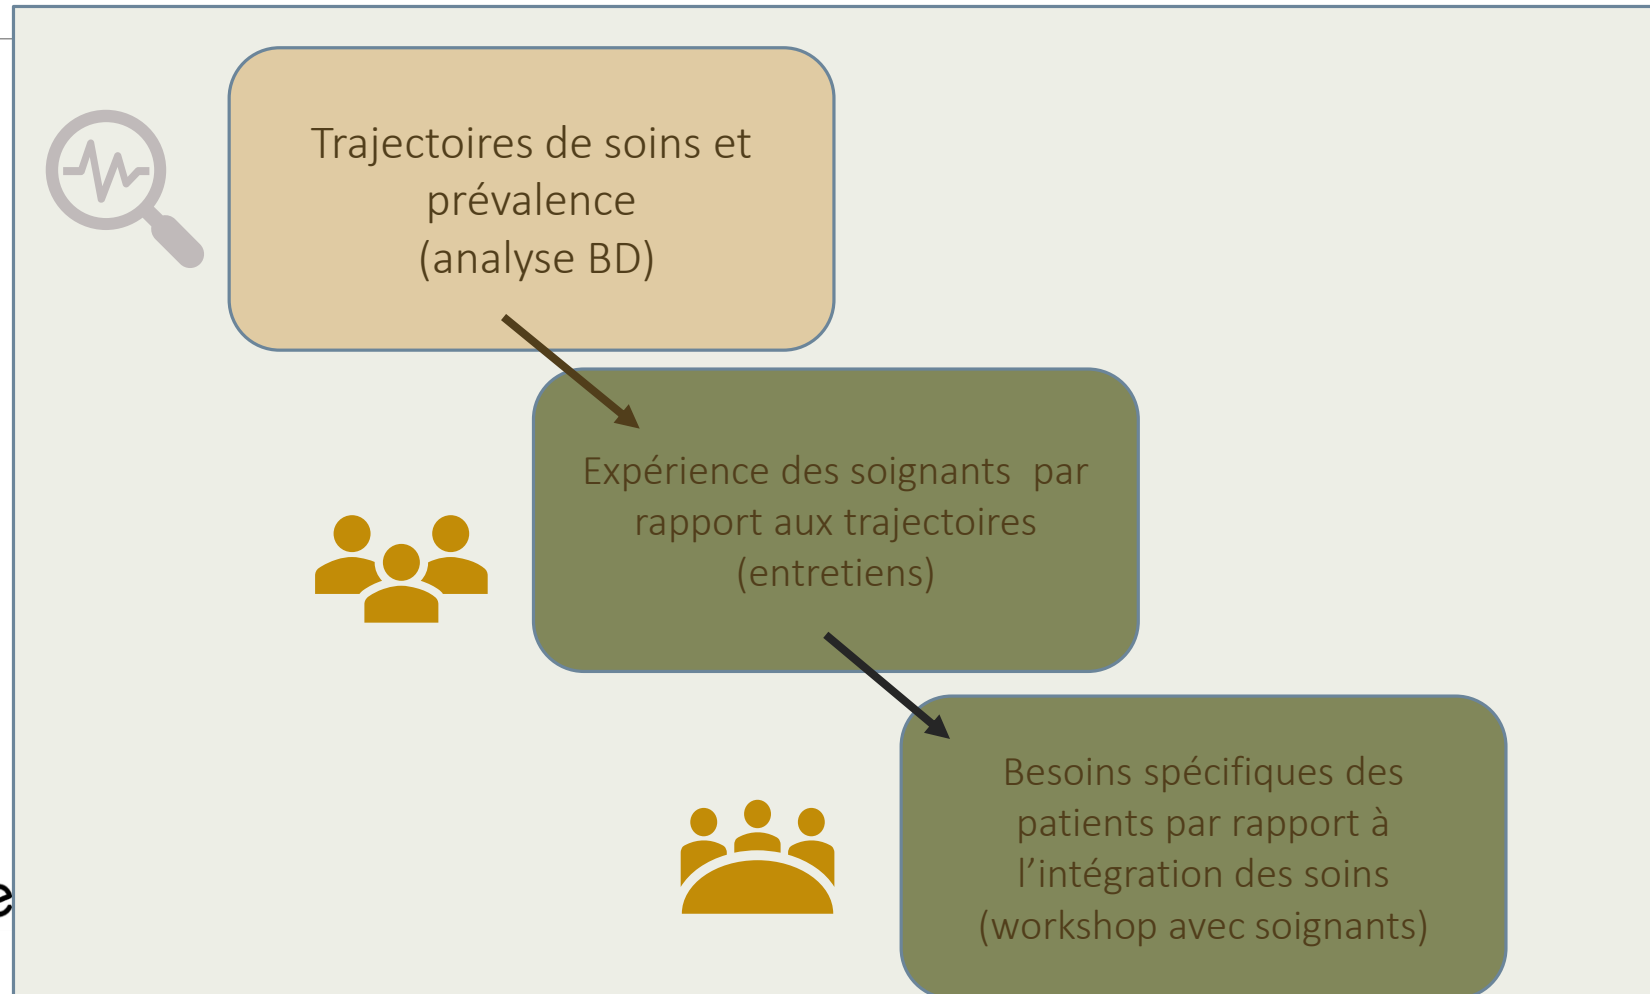 Trajectoires de soins et
prévalence
(analyse BD)
Expérience des soignants par
rapport aux trajectoires
(entretiens)
Besoins spécifiques des
patients par rapport à
l’intégration des soins
(workshop avec soignants)
e